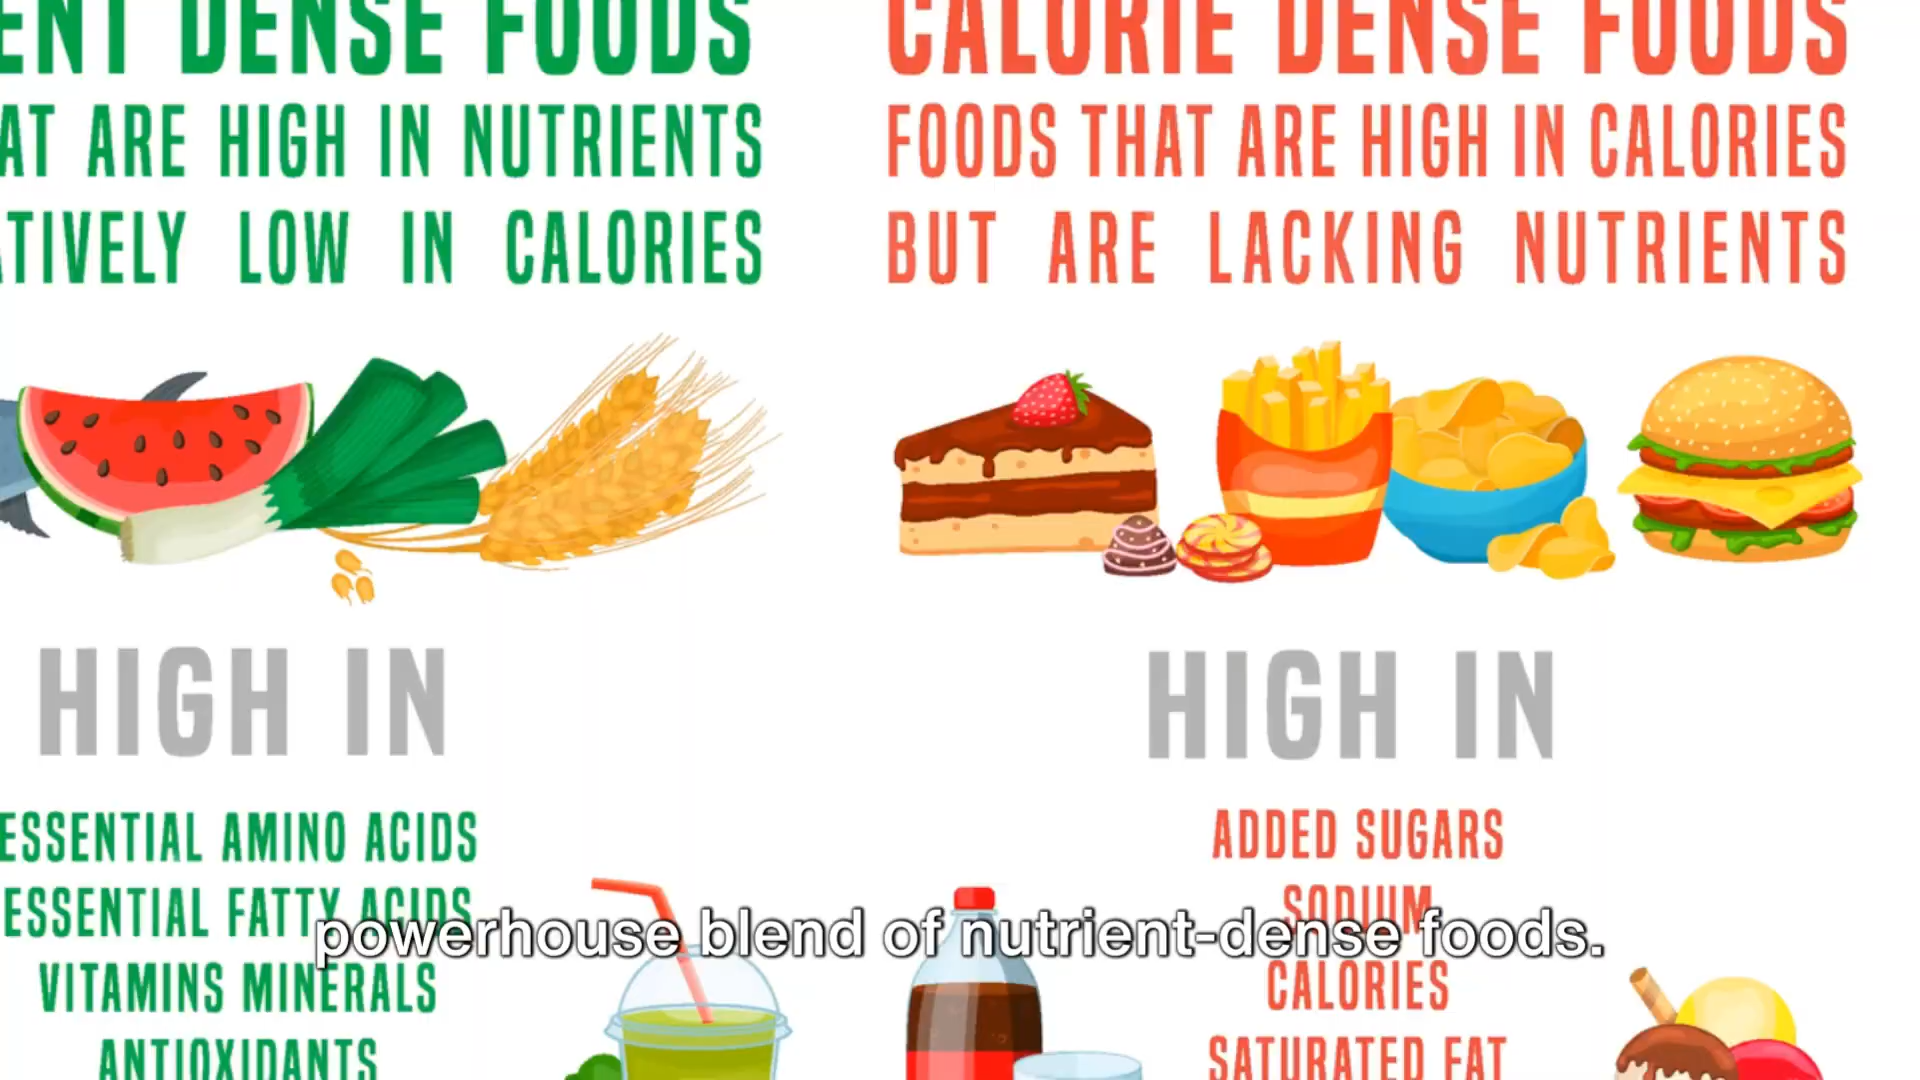 ENT DENSE FOODS
AT ARE HIGH IN NUTRIENTS
ATIVELY LOW IN CALORIES
HIGH IN
ESSENTIAL AMINO ACIDS
ESSENTIAL FATTY ACIDS
VITAMINS MINERALS
ANTIOXIDANTS
CALORIE DENSE FOODS
FOODS THAT ARE HIGH IN CALORIES
BUT ARE LACKING NUTRIENTS
HIGH IN
ADDED SUGARS
SODIUM
CALORIES
SATURATED FAT
powerhouse blend of nutrient-dense foods.